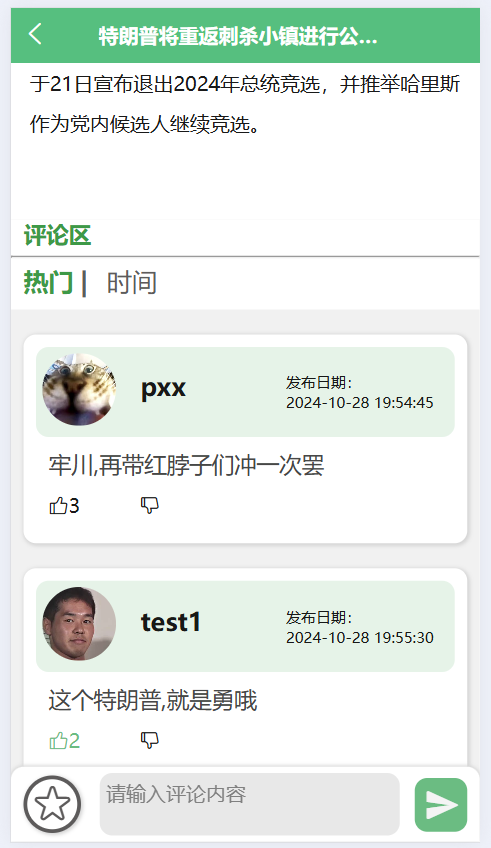 特朗普将重返刺杀小镇进行公...
于21日宣布退出2024年总统竞选，并推举哈里斯
作为党内候选人继续竞选。
评论区
热门 | 时间
pxx
发布日期：
2024-10-28 19:54:45
牢川,再带红脖子们冲一次罢
3
test1
发布日期：
2024-10-28 19:55:30
这个特朗普,就是勇哦
2
请输入评论内容